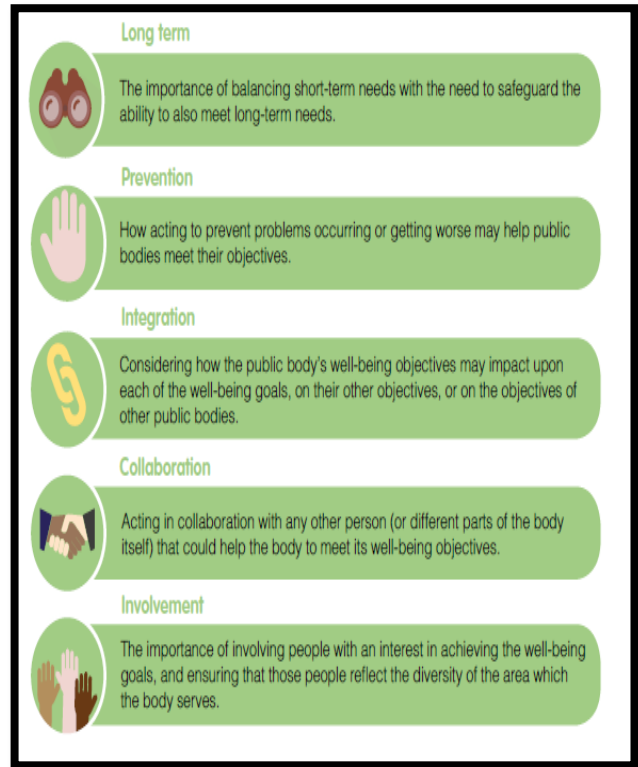 Long term
The importance of balancing short-term needs with the need to safeguard the
ability to also meet long-term needs.
Prevention
How acting to prevent problems occurring or getting worse may help public
bodies meet their objectives.
Integration
Considering how the public body's well-being objectives may impact upon
each of the well-being goals, on their other objectives, or on the objectives of
other public bodies.
Collaboration
Acting in collaboration with any other person (or different parts of the body
itself) that could help the body to meet its well-being objectives.
Involvement
The importance of involving people with an interest in achieving the well-being
goals, and ensuring that those people reflect the diversity of the area which
the body serves.